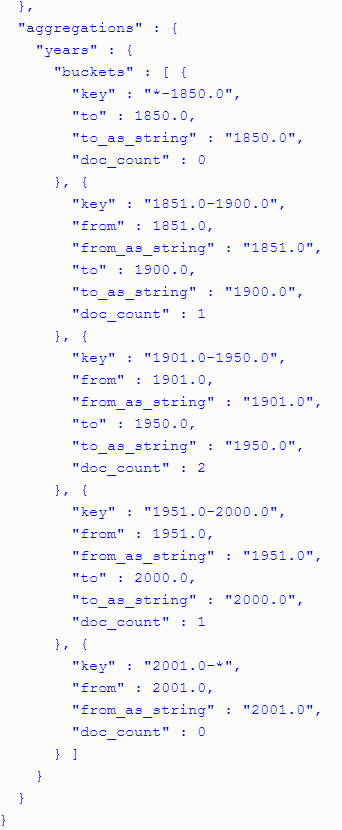 },
"aggregations" : {
"years" : {
"buckets" : [ {
"key" : "*-1850.0",
"to" : 1850.0,
"to_as_string" : "1850.0",
"doc_count" : 0
}, {
"key" : "1851.0-1900.0",
"from" : 1851.0,
"from_as_string" : "1851.0",
"to" : 1900.0,
"to_as_string" : "1900.0",
"doc_count" : 1
}, {
"key" : "1901.0-1950.0",
"from" : 1901.0,
"from_as_string" : "1901.0",
"to" : 1950.0,
"to_as_string" : "1950.0",
"doc_count" : 2
}, {
"key" : "1951.0-2000.0",
"from" : 1951.0,
"from_as_string" : "1951.0",
"to" : 2000.0,
"to_as_string" : "2000.0",
"doc_count" : 1
}, {
"key" : "2001.0-*",
"from" : 2001.0,
"from_as_string" : "2001.0",
"doc_count" : 0
} ]
}
}
}